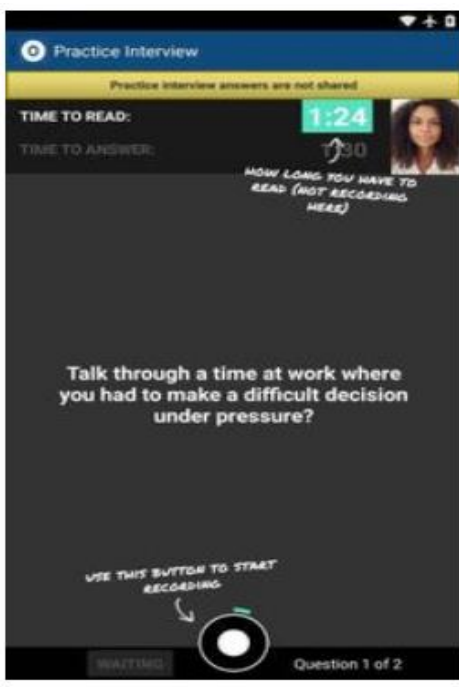 Practice Interview
Practice interview answers are not shared
TIME TO READ:
1:24
TIME TO ANSWER:
HOW LONG YOU HAVE TO
READ (NOT RECORDING
HERE)
Talk through a time at work where
you had to make a difficult decision
under pressure?
USE THIS BUTTON TO START
RECORDING
WAITING
Question 1 of 2